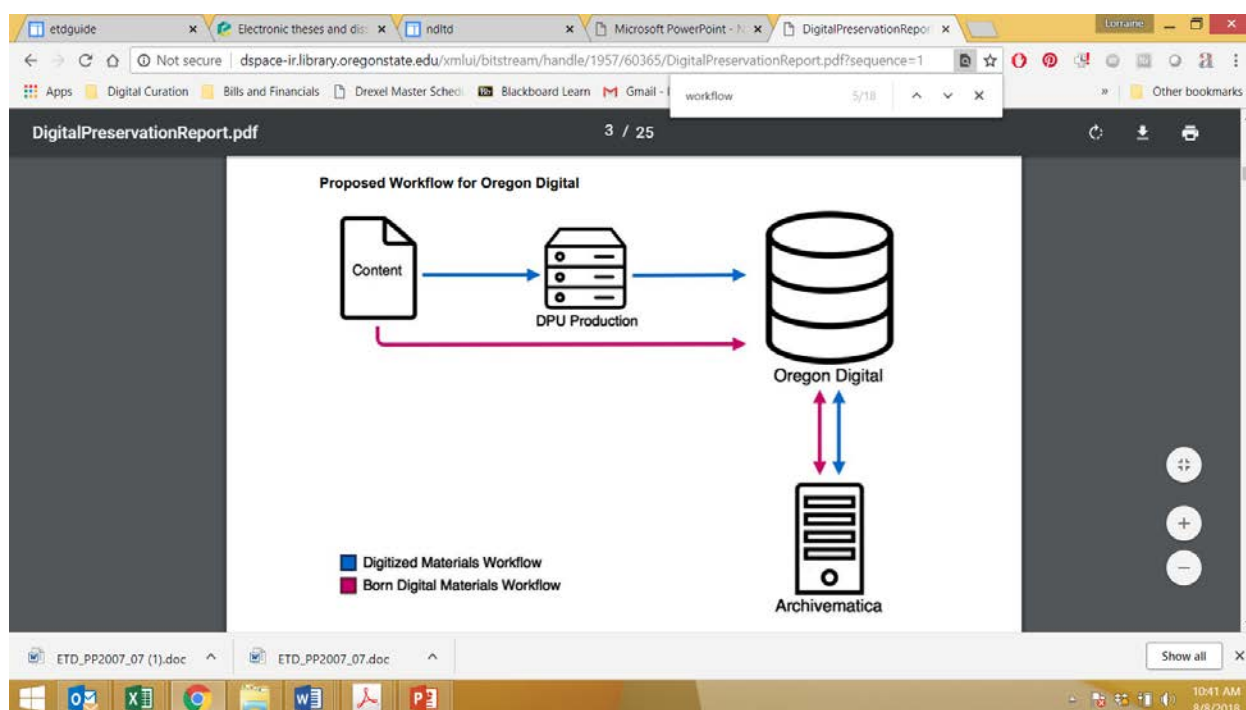 etdguide
Electronic theses and dis
ndltd
Microsoft PowerPoint - N
DigitalPreservationRepor
Lorraine
Not secure
dspace-ir.library.oregonstate.edu/xmlui/bitstream/handle/1957/60365/DigitalPreservationReport.pdf?sequence=1
Apps
Digital Curation
Bills and Financials
Drexel Master Sched
Blackboard Learn
Gmail -
workflow
5/18
Other bookmarks
DigitalPreservationReport.pdf
3 / 25
Proposed Workflow for Oregon Digital
Content
DPU Production
Oregon Digital
Digitized Materials Workflow
Born Digital Materials Workflow
Archivematica
ETD_PP2007_07 (1).doc
ETD_PP2007_07.doc
Show all
10:41 AM
8/8/2018